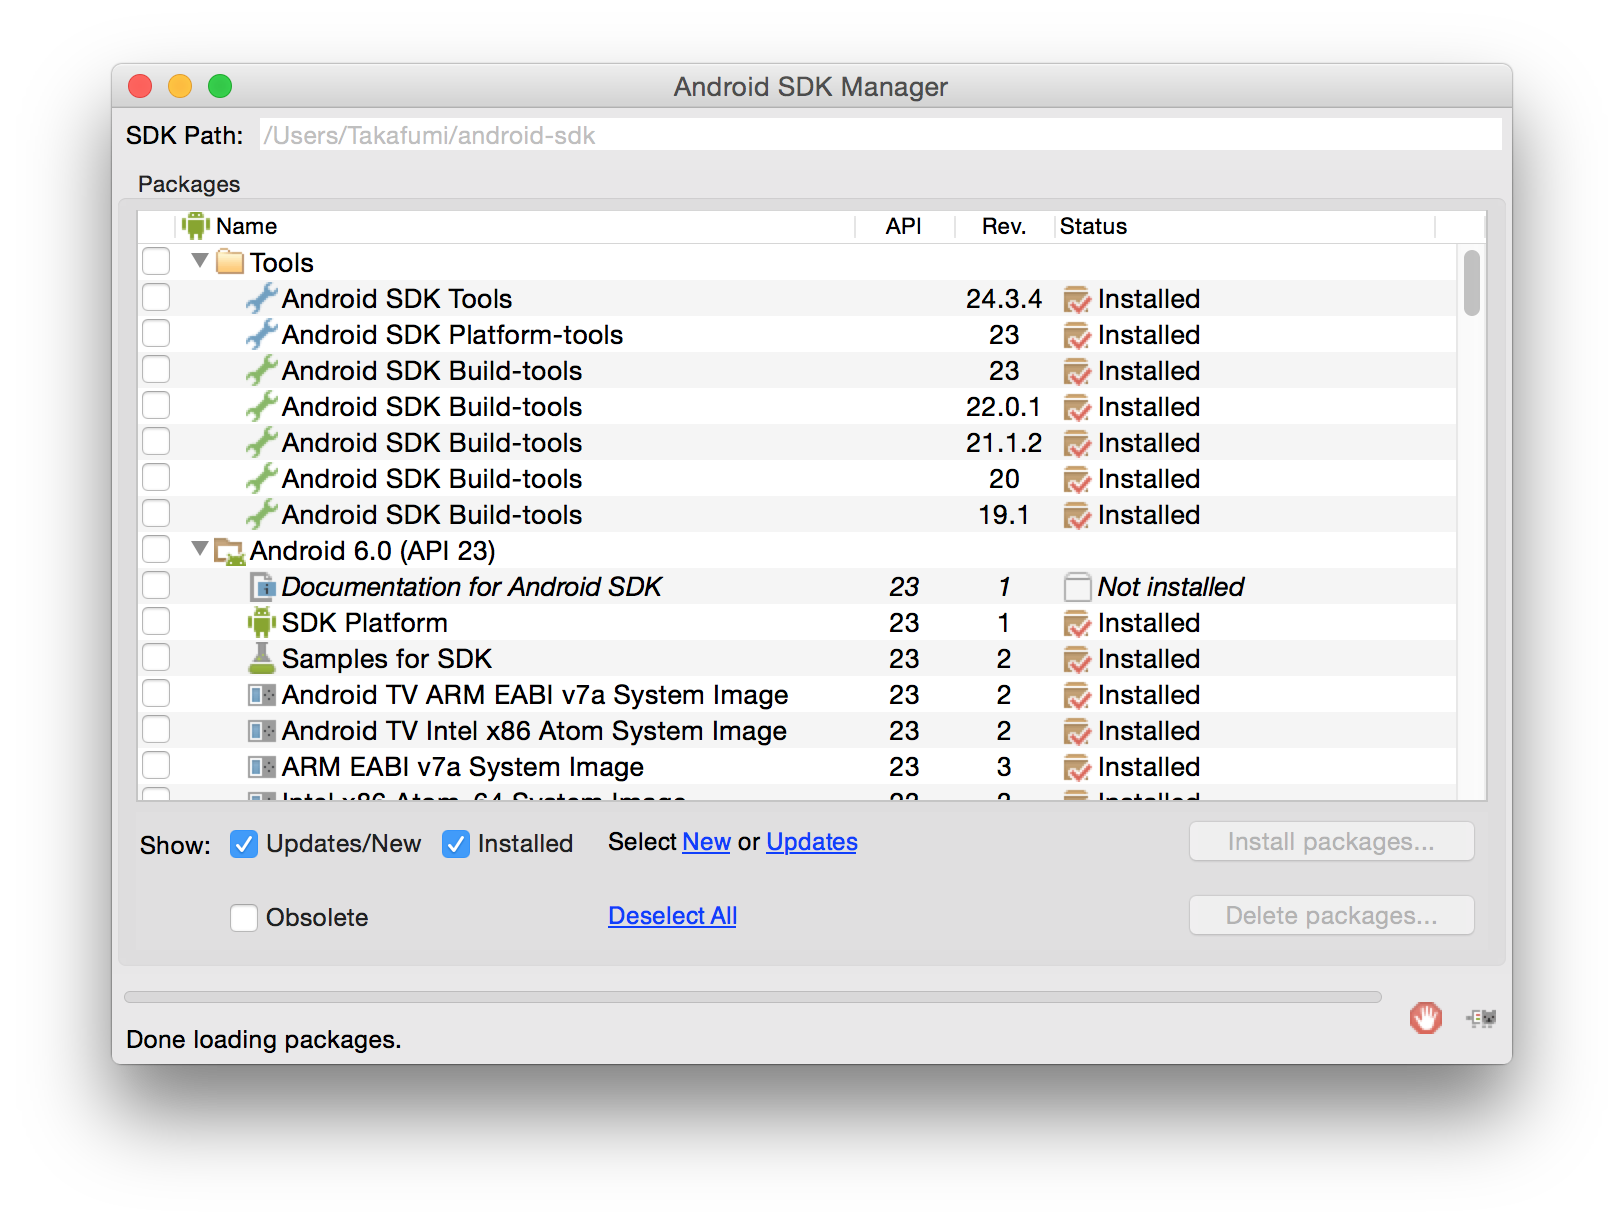 Android SDK Manager
SDK Path: /Users/Takafumi/android-sdk
Packages
Name API Rev. Status
Tools
Android SDK Tools 24.3.4 Installed
Android SDK Platform-tools 23 Installed
Android SDK Build-tools 23 Installed
Android SDK Build-tools 22.0.1 Installed
Android SDK Build-tools 21.1.2 Installed
Android SDK Build-tools 20 Installed
Android SDK Build-tools 19.1 Installed
Android 6.0 (API 23)
Documentation for Android SDK 23 1 Not installed
SDK Platform 23 1 Installed
Samples for SDK 23 2 Installed
Android TV ARM EABI v7a System Image 23 2 Installed
Android TV Intel x86 Atom System Image 23 2 Installed
ARM EABI v7a System Image 23 3 Installed
Intel x86 Atom_64 System Image 23 Installed
Show: Updates/New Installed Select New or Updates Install packages...
Obsolete Deselect All Delete packages...
Done loading packages.